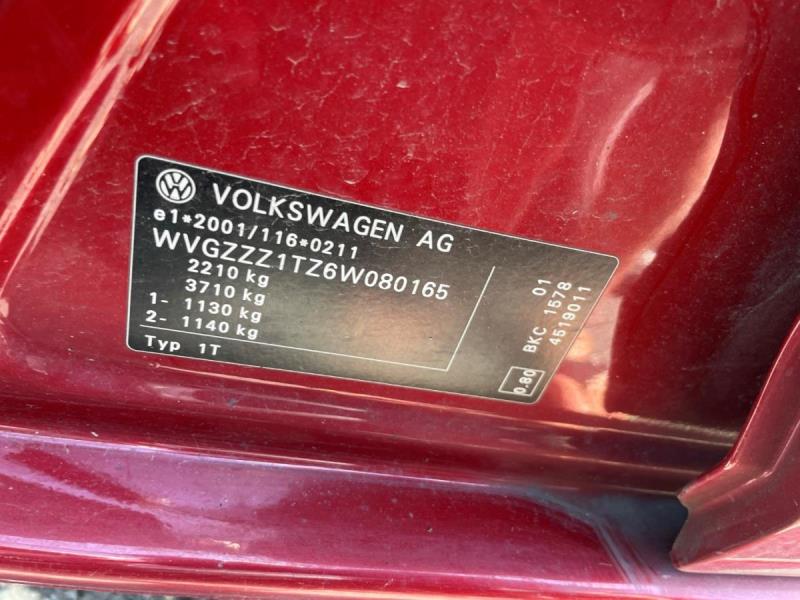 VOLKSWAGEN AG
e1*2001/116*0211
WVGZZZ1TZ6W080165
2210 kg
3710 kg
1- 1130 kg
2- 1140 kg
Typ 1T
01
BKC 1578
4519011
0.80